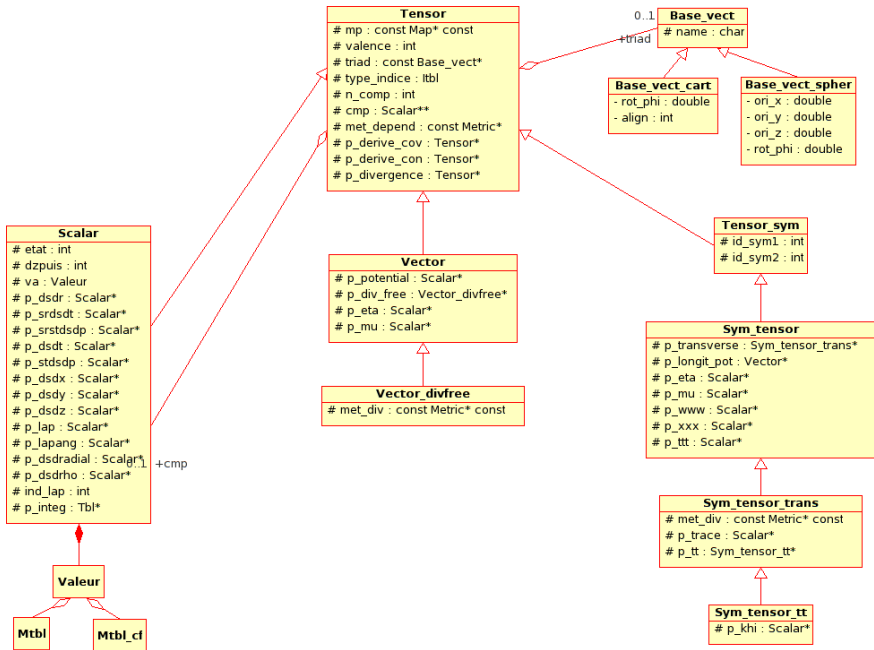 Tensor
# mp : const Map* const
# valence : int
# triad : const Base_vect*
# type_indice : Itbl
# n_comp : int
# cmp : Scalar**
# met_depend : const Metric*
# p_derive_cov : Tensor*
# p_derive_con : Tensor*
# p_divergence : Tensor*
0..1
+triad
Base_vect
# name : char
Base_vect_cart
- rot_phi : double
- align : int
Base_vect_spher
- ori_x : double
- ori_y : double
- ori_z : double
- rot_phi : double
Scalar
# etat : int
# dzpuis : int
# va : Valeur
# p_dsdr : Scalar*
# p_srdsdt : Scalar*
# p_srstdsdp : Scalar*
# p_dsdt : Scalar*
# p_stdsdp : Scalar*
# p_dsdx : Scalar*
# p_dsdy : Scalar*
# p_dsdz : Scalar*
# p_lap : Scalar*
# p_lapang : Scalar*
# p_dsdradial : Scalar*
# p_dsdrho : Scalar*
# ind_lap : int
# p_integ : Tbl*
0..1 +cmp
Vector
# p_potential : Scalar*
# p_div_free : Vector_divfree*
# p_eta : Scalar*
# p_mu : Scalar*
Vector_divfree
# met_div : const Metric* const
Tensor_sym
# id_sym1 : int
# id_sym2 : int
Sym_tensor
# p_transverse : Sym_tensor_trans*
# p_longit_pot : Vector*
# p_eta : Scalar*
# p_mu : Scalar*
# p_www : Scalar*
# p_xxx : Scalar*
# p_ttt : Scalar*
Sym_tensor_trans
# met_div : const Metric* const
# p_trace : Scalar*
# p_tt : Sym_tensor_tt*
Sym_tensor_tt
# p_khi : Scalar*
Valeur
Mtbl
Mtbl_cf